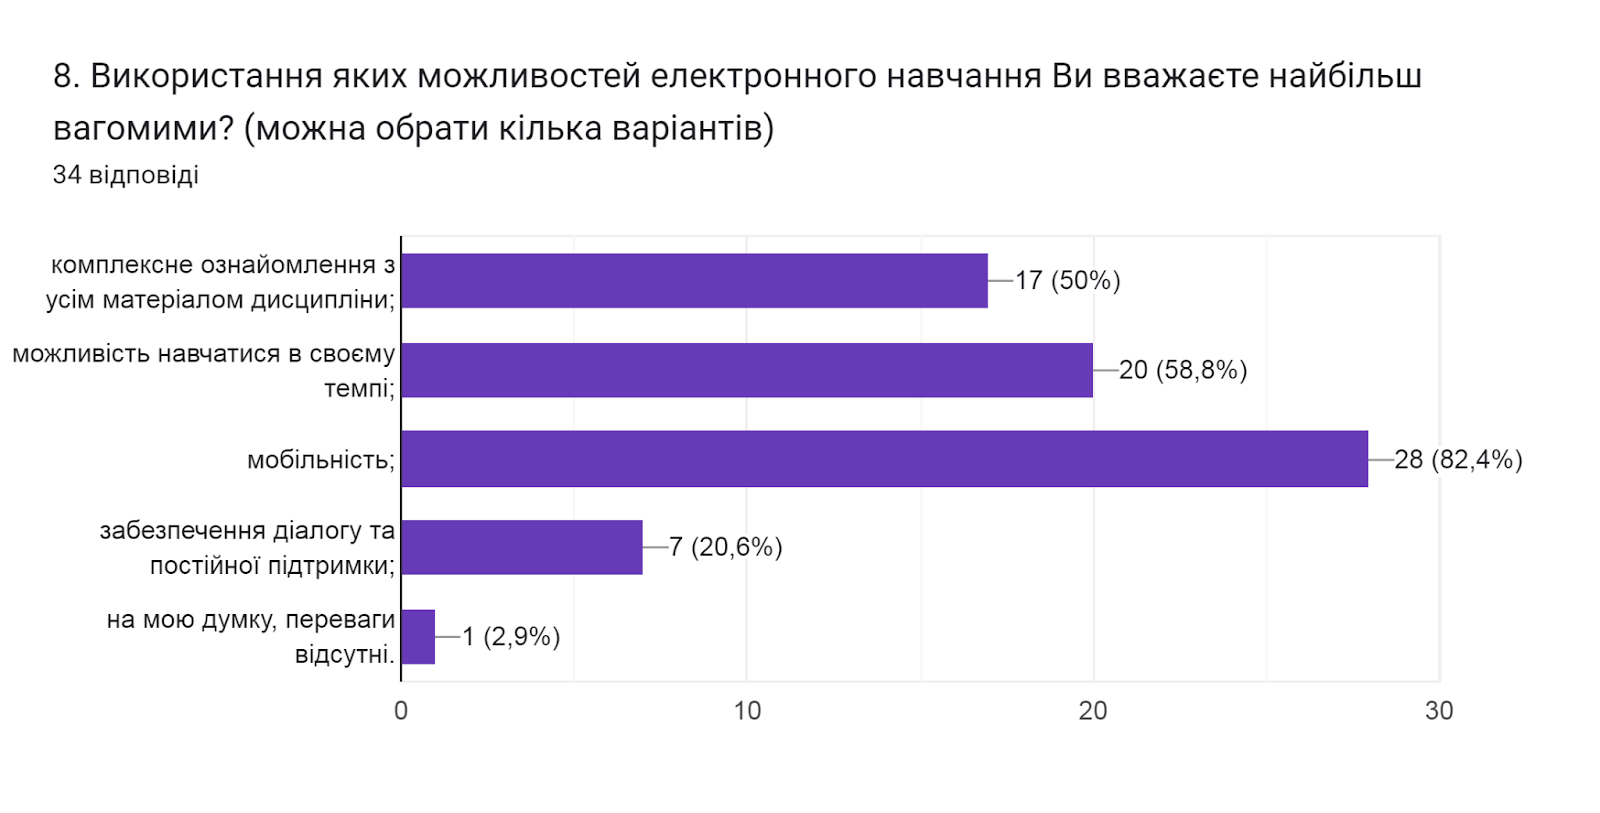 8. Використання яких можливостей електронного навчання Ви вважаєте найбільш
вагомими? (можна обрати кілька варіантів)
34 відповіді
комплексне ознайомлення з
усім матеріалом дисципліни;
17 (50%)
можливість навчатися в своєму
темпі;
20 (58,8%)
мобільність;
28 (82,4%)
забезпечення діалогу та
постійної підтримки;
7 (20,6%)
на мою думку, переваги
відсутні.
1 (2,9%)
0 10 20 30